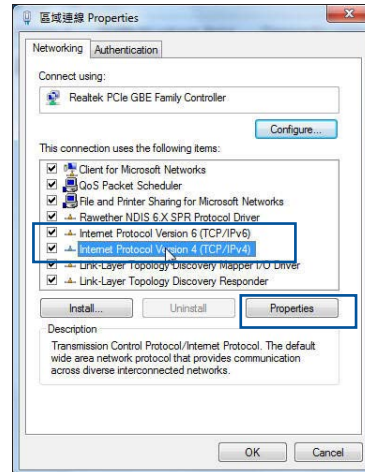 區域連線 Properties
Networking Authentication
Connect using:
Realtek PCIe GBE Family Controller
Configure...
This connection uses the following items:
Client for Microsoft Networks
QoS Packet Scheduler
File and Printer Sharing for Microsoft Networks
Rawether NDIS 6.X SPR Protocol Driver
Internet Protocol Version 6 (TCP/IPv6)
Internet Protocol Version 4 (TCP/IPv4)
Link-Layer Topology Discovery Mapper I/O Driver
Link-Layer Topology Discovery Responder
Install... Uninstall Properties
Description
Transmission Control Protocol/Internet Protocol. The default
wide area network protocol that provides communication
across diverse interconnected networks.
OK Cancel